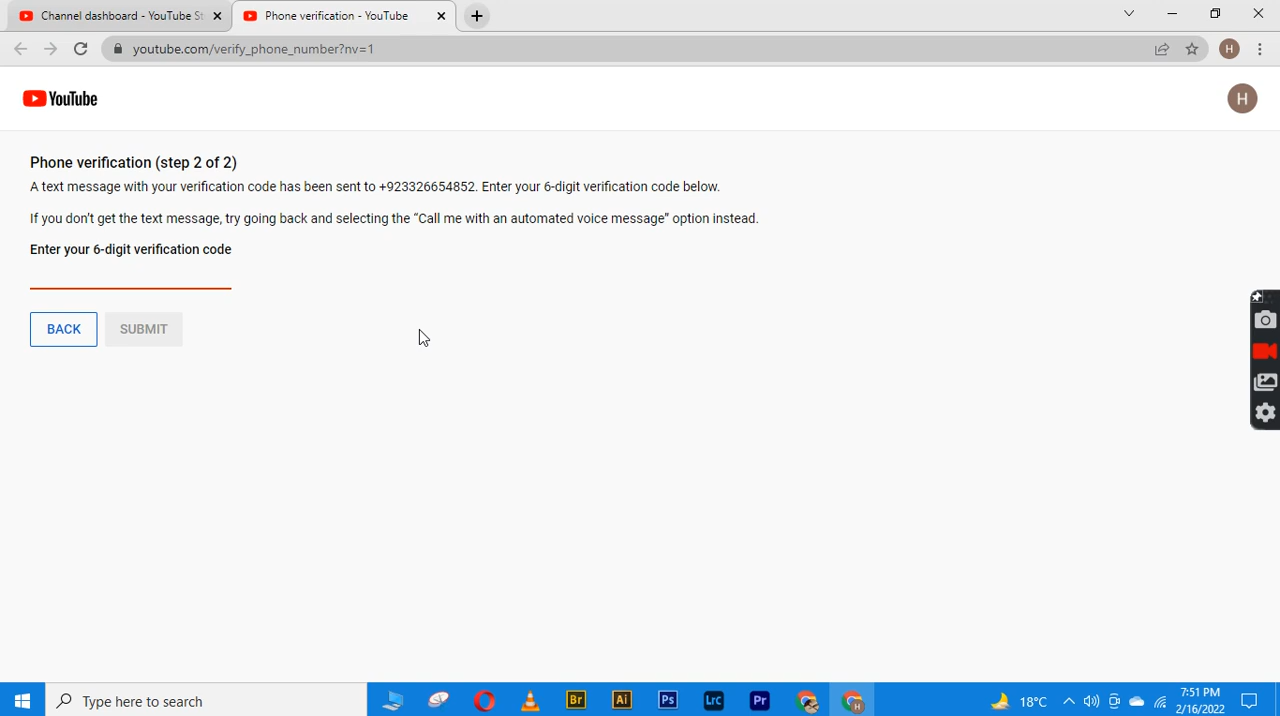 Channel dashboard - YouTube St
Phone verification - YouTube
youtube.com/verify_phone_number?nv=1
H
YouTube
H
Phone verification (step 2 of 2)
A text message with your verification code has been sent to +923326654852. Enter your 6-digit verification code below.
If you don't get the text message, try going back and selecting the “Call me with an automated voice message” option instead.
Enter your 6-digit verification code
BACK
SUBMIT
Type here to search
Br
Ai
Ps
Lrc
Pr
H
18°C
7:51 PM
2/16/2022